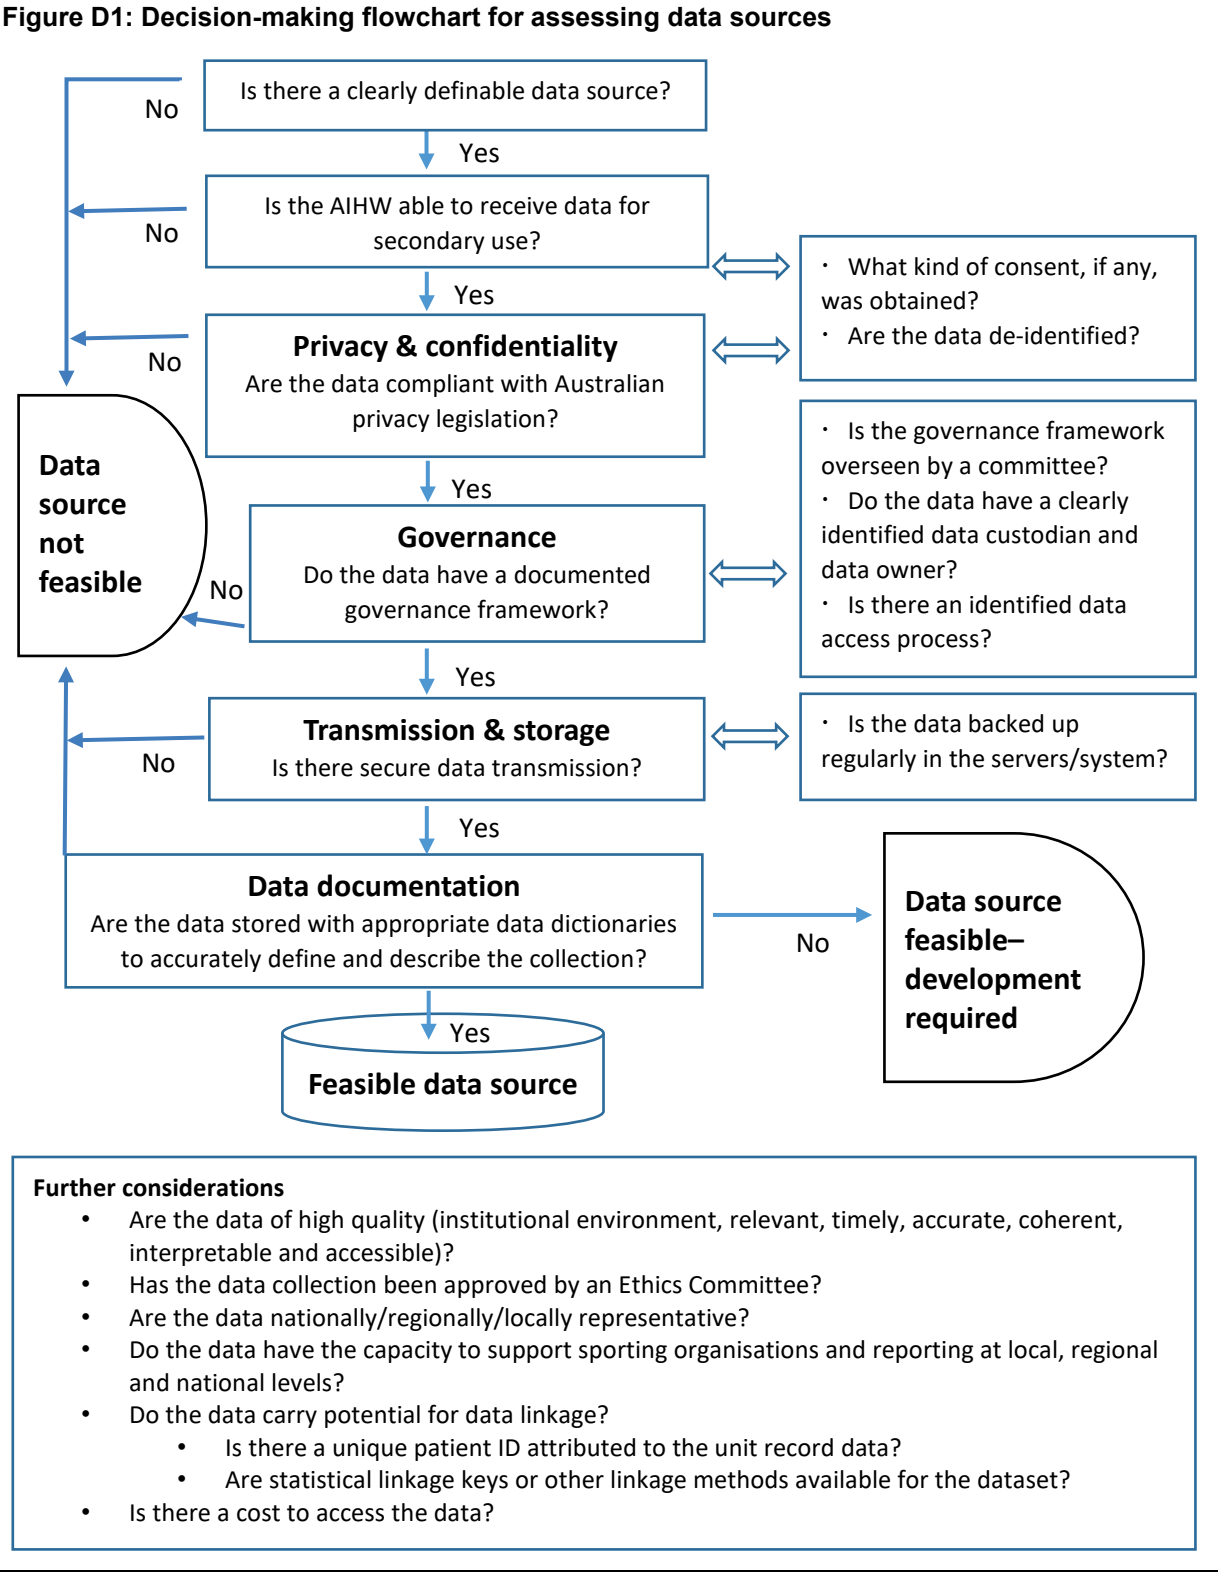 Figure D1: Decision-making flowchart for assessing data sources
Is there a clearly definable data source?
No
Yes
Is the AIHW able to receive data for
secondary use?
No
Yes
· What kind of consent, if any,
was obtained?
· Are the data de-identified?
Privacy & confidentiality
Are the data compliant with Australian
privacy legislation?
No
Yes
Data
source
not
feasible
· Is the governance framework
overseen by a committee?
· Do the data have a clearly
identified data custodian and
data owner?
· Is there an identified data
access process?
Governance
Do the data have a documented
governance framework?
No
Yes
Transmission & storage
Is there secure data transmission?
No
Yes
· Is the data backed up
regularly in the servers/system?
Data documentation
Are the data stored with appropriate data dictionaries
to accurately define and describe the collection?
No
Data source
feasible–
development
required
Yes
Feasible data source
Further considerations
• Are the data of high quality (institutional environment, relevant, timely, accurate, coherent,
interpretable and accessible)?
• Has the data collection been approved by an Ethics Committee?
• Are the data nationally/regionally/locally representative?
• Do the data have the capacity to support sporting organisations and reporting at local, regional
and national levels?
• Do the data carry potential for data linkage?
• Is there a unique patient ID attributed to the unit record data?
• Are statistical linkage keys or other linkage methods available for the dataset?
• Is there a cost to access the data?